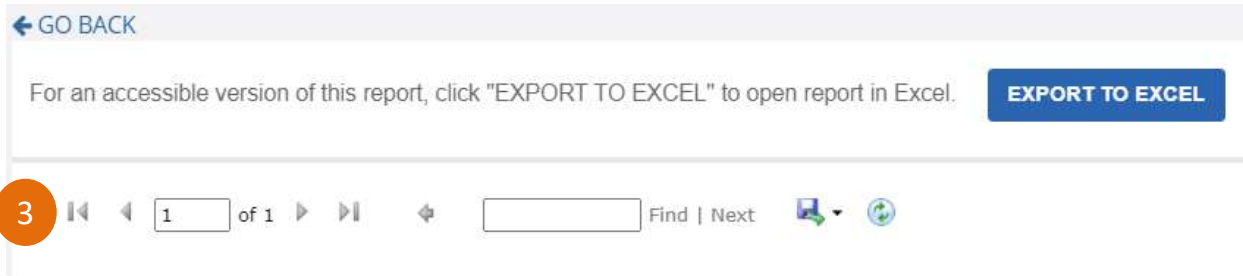 GO BACK
For an accessible version of this report, click "EXPORT TO EXCEL" to open report in Excel. EXPORT TO EXCEL
3 1 of 1 Find | Next